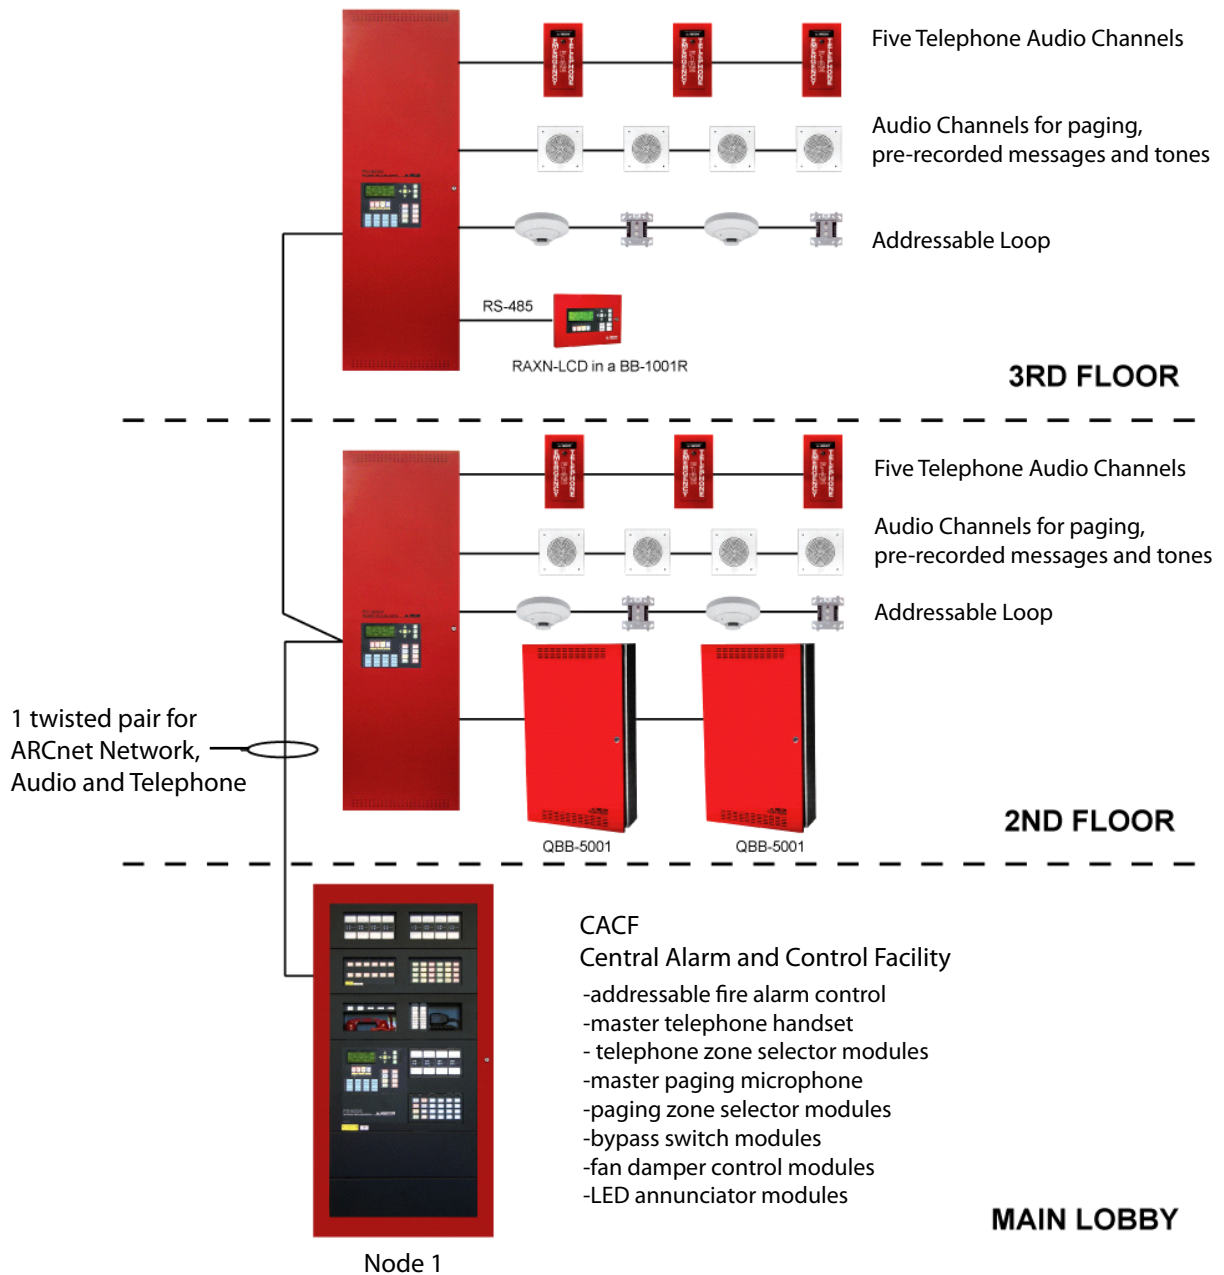 Five Telephone Audio Channels
Audio Channels for paging,
pre-recorded messages and tones
Addressable Loop
RS-485
RAXN-LCD in a BB-1001R
3RD FLOOR
EMERGENCY
TELEPHONE
Five Telephone Audio Channels
Audio Channels for paging,
pre-recorded messages and tones
Addressable Loop
1 twisted pair for
ARCnet Network,
Audio and Telephone
QBB-5001
QBB-5001
2ND FLOOR
CACF
Central Alarm and Control Facility
-addressable fire alarm control
-master telephone handset
- telephone zone selector modules
-master paging microphone
-paging zone selector modules
-bypass switch modules
-fan damper control modules
-LED annunciator modules
MAIN LOBBY
Node 1